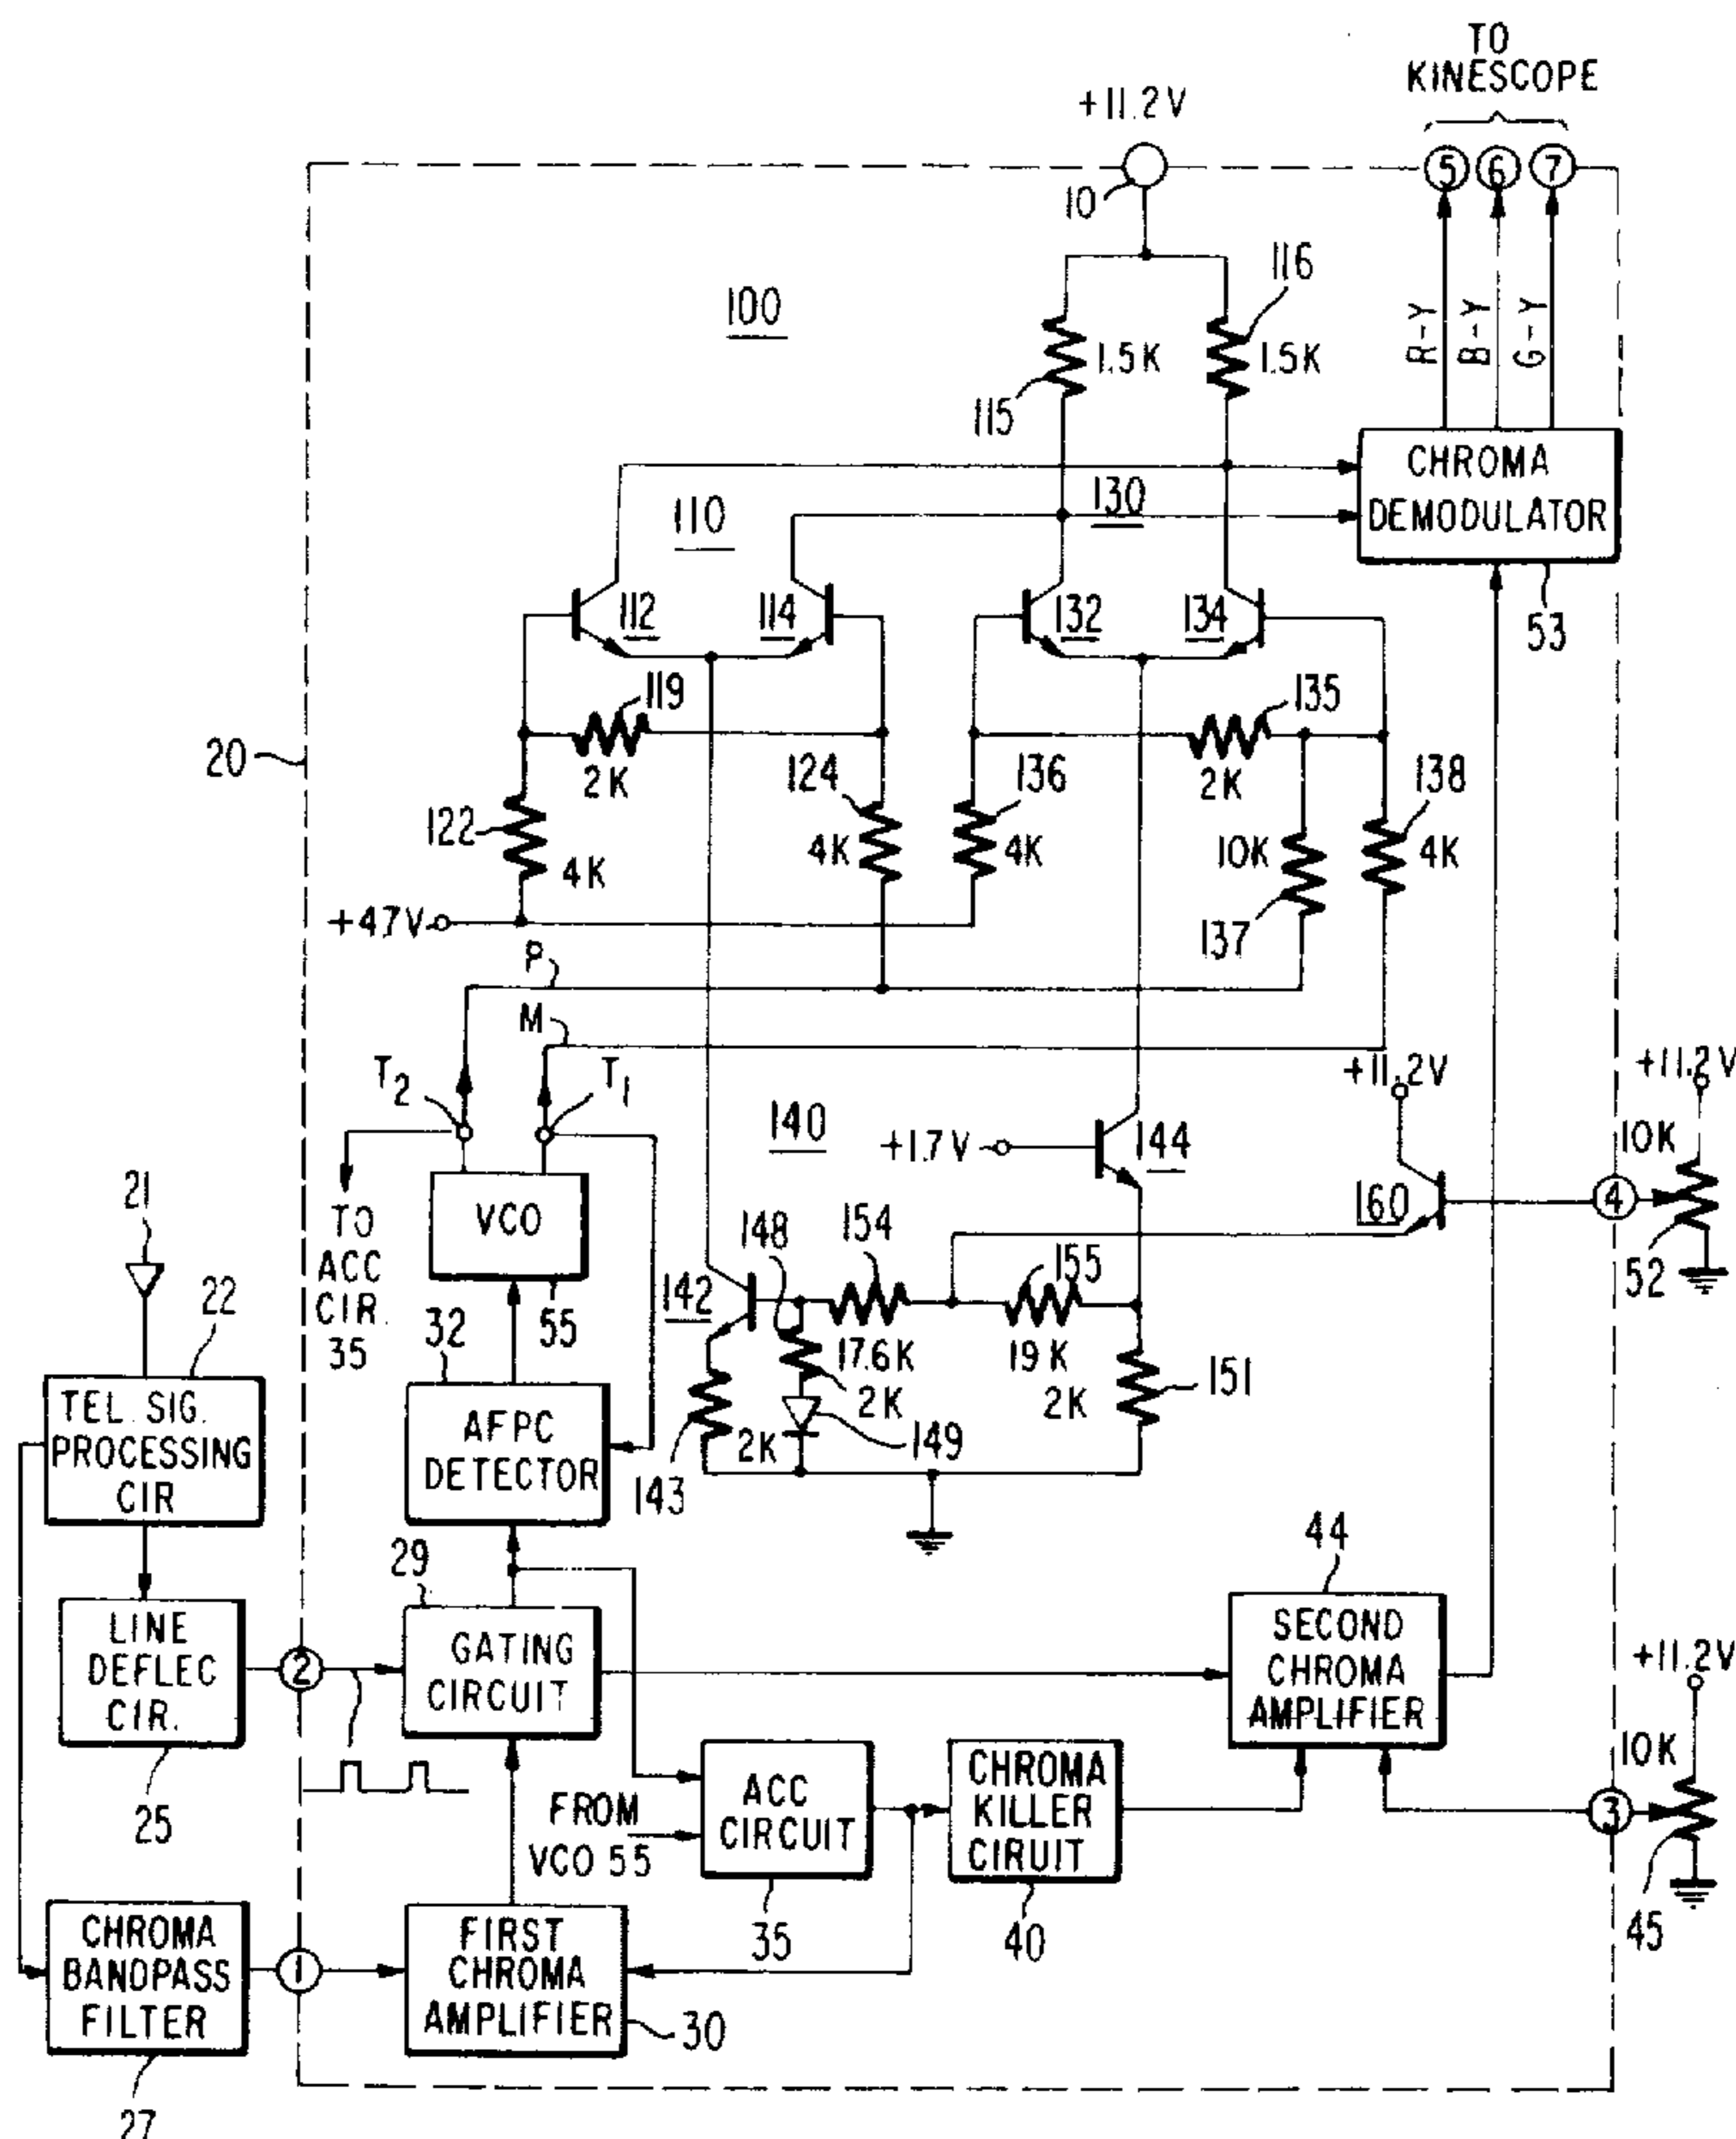 TO
KINESCOPE
+11.2V
5 6 7
10
116
100
R-Y
B-Y
G-Y
1.5K
1.5K
115
CHROMA
DEMODULATOR
130
110
112
114
132
134
53
119
135
20
2K
124
136
2K
138
122
4K
4K
4K
10K
4K
+47V
137
P
M
T2
T1
+11.2V
+11.2V
140
+1.7V
144
10K
21
TO
ACC
CIR.
35
VCO
148
154
160
4
22
142
155
52
32
55
17.6K
19K
151
TEL. SIG.
PROCESSING
CIR
AFPC
DETECTOR
2K
2K
2K
149
143
44
29
LINE
DEFLEC
CIR.
2
GATING
CIRCUIT
SECOND
CHROMA
AMPLIFIER
+11.2V
25
ACC
CIRCUIT
CHROMA
KILLER
CIRUIT
10K
FROM
VCO 55
3
35
40
45
CHROMA
BANDPASS
FILTER
1
FIRST
CHROMA
AMPLIFIER
30
27